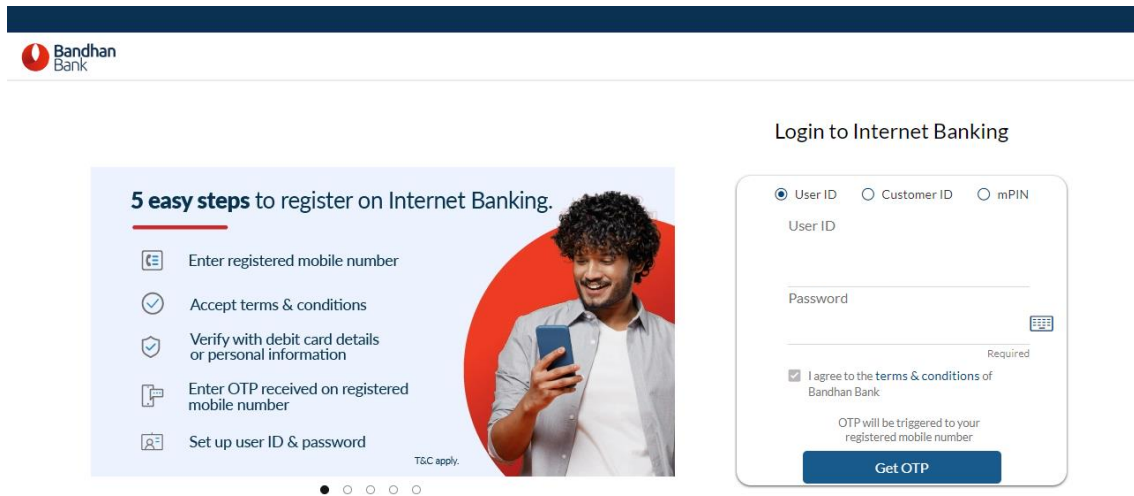 Bandhan
Bank
Login to Internet Banking
5 easy steps to register on Internet Banking.
Enter registered mobile number
Accept terms & conditions
Verify with debit card details
or personal information
Enter OTP received on registered
mobile number
Set up user ID & password
T&C apply.
User ID Customer ID mPIN
User ID
Password
Required
I agree to the terms & conditions of
Bandhan Bank
OTP will be triggered to your
registered mobile number
Get OTP